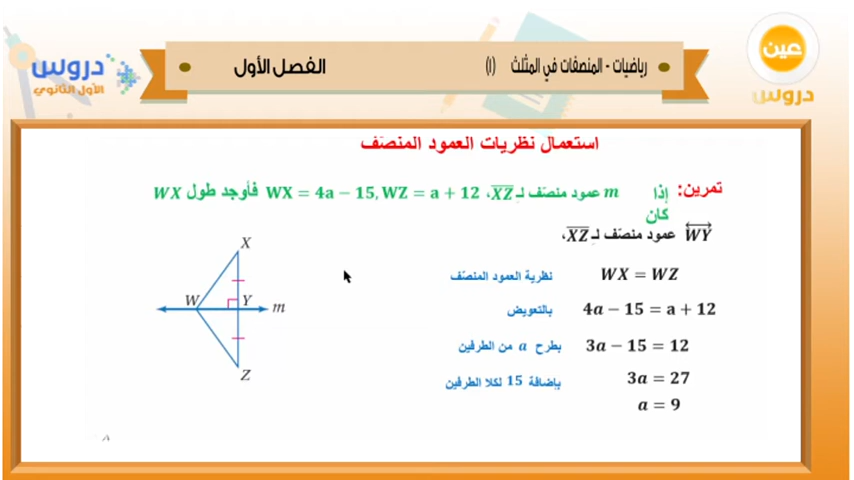 عين
دروس
رياضيات - المنصفات في المثلث (١)
الفصل الأول
دروس
الأول الثانوي
استعمال نظريات العمود المنصّف
تمرين: إذا كان m عمود منصّف لـ XZ، WX = 4a − 15, WZ = a + 12 فأوجد طول WX
WY عمود منصّف لـ XZ،
WX = WZ نظرية العمود المنصّف
4a − 15 = a + 12 بالتعويض
3a − 15 = 12 بطرح a من الطرفين
3a = 27 بإضافة 15 لكلا الطرفين
a = 9
X
W
Y
m
Z